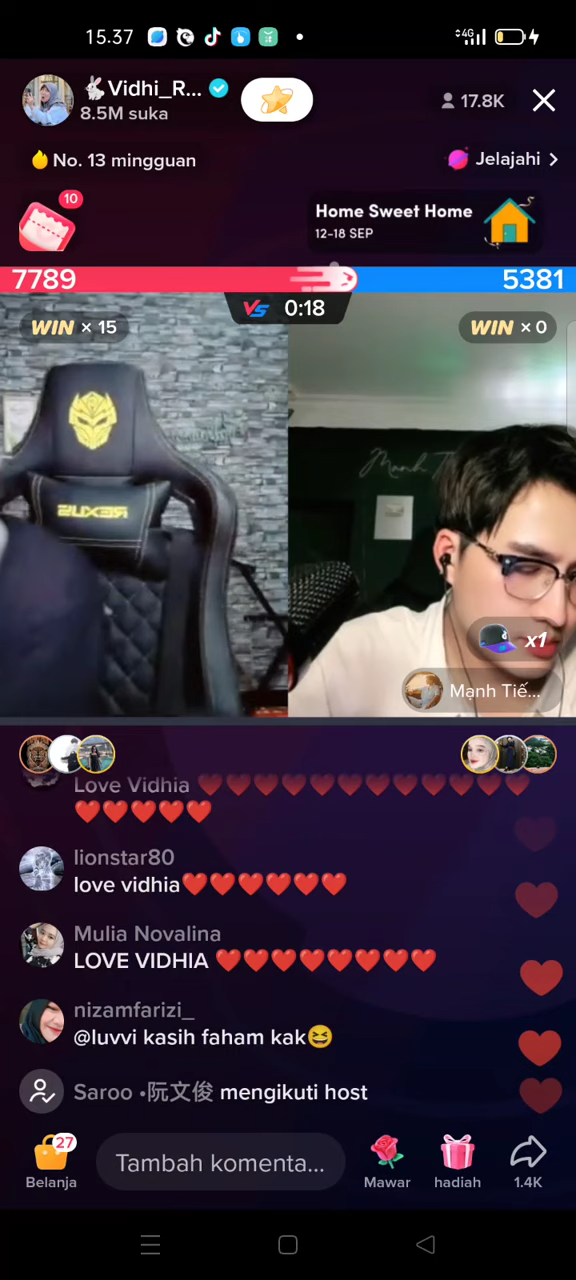 15.37
4G
Vidhi_R...
8.5M suka
17.8K
No. 13 mingguan
Jelajahi
10
Home Sweet Home
12-18 SEP
7789
5381
VS 0:18
WIN × 15
WIN × 0
Manh T
x1
Mạnh Tiế...
Love Vidhia ❤️❤️❤️❤️❤️❤️❤️❤️❤️❤️❤️❤️
❤️❤️❤️❤️❤️
lionstar80
love vidhia❤️❤️❤️❤️❤️❤️
Mulia Novalina
LOVE VIDHIA ❤️❤️❤️❤️❤️❤️❤️❤️
nizamfarizi_
@luvvi kasih faham kak😆
Saroo •阮文俊 mengikuti host
27
Tambah komenta...
Belanja
Mawar
hadiah
1.4K